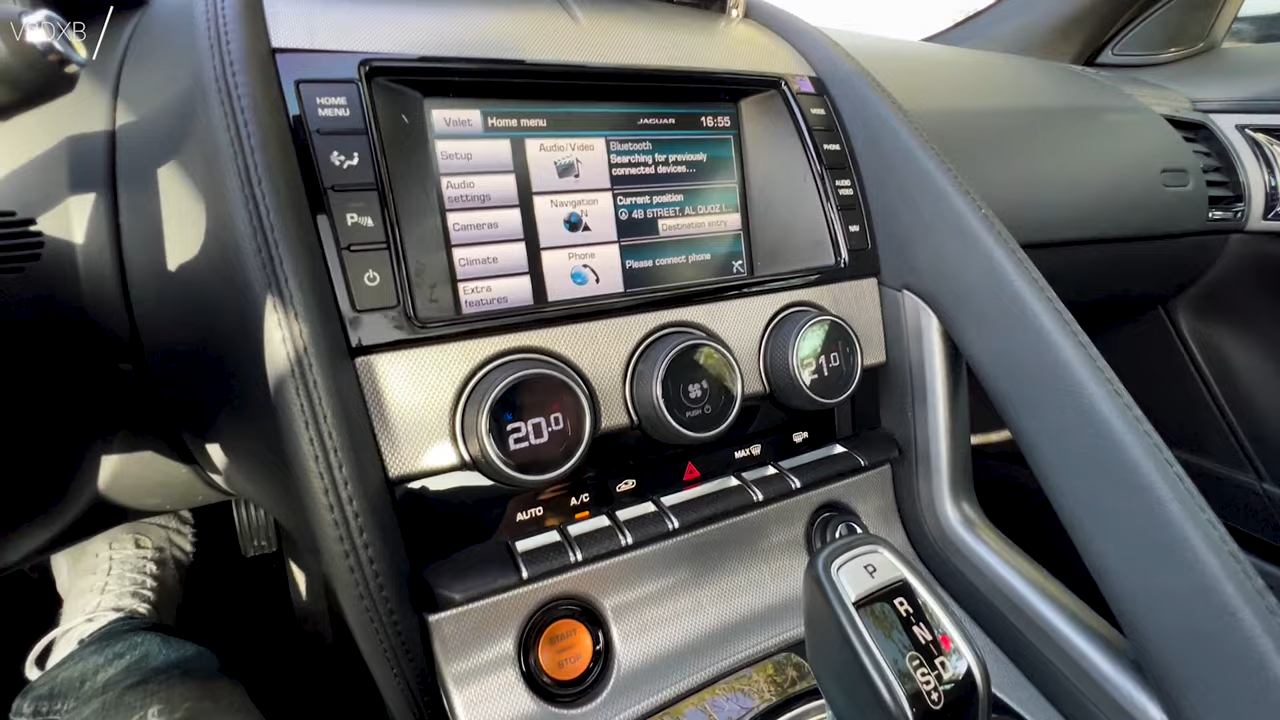 V8DXB
HOME
MENU
Valet
Home menu
JAGUAR
16:55
Setup
Audio
settings
Cameras
Climate
Extra
features
Audio/Video
Navigation
N
Phone
Bluetooth
Searching for previously
connected devices...
Current position
4B STREET, AL QUOZ I...
Destination entry
Please connect phone
MODE
PHONE
AUDIO
VIDEO
NAV
P
20.0
PUSH
21.0
AUTO
A/C
MAX
R
START
STOP
P
R
N
D
S
+